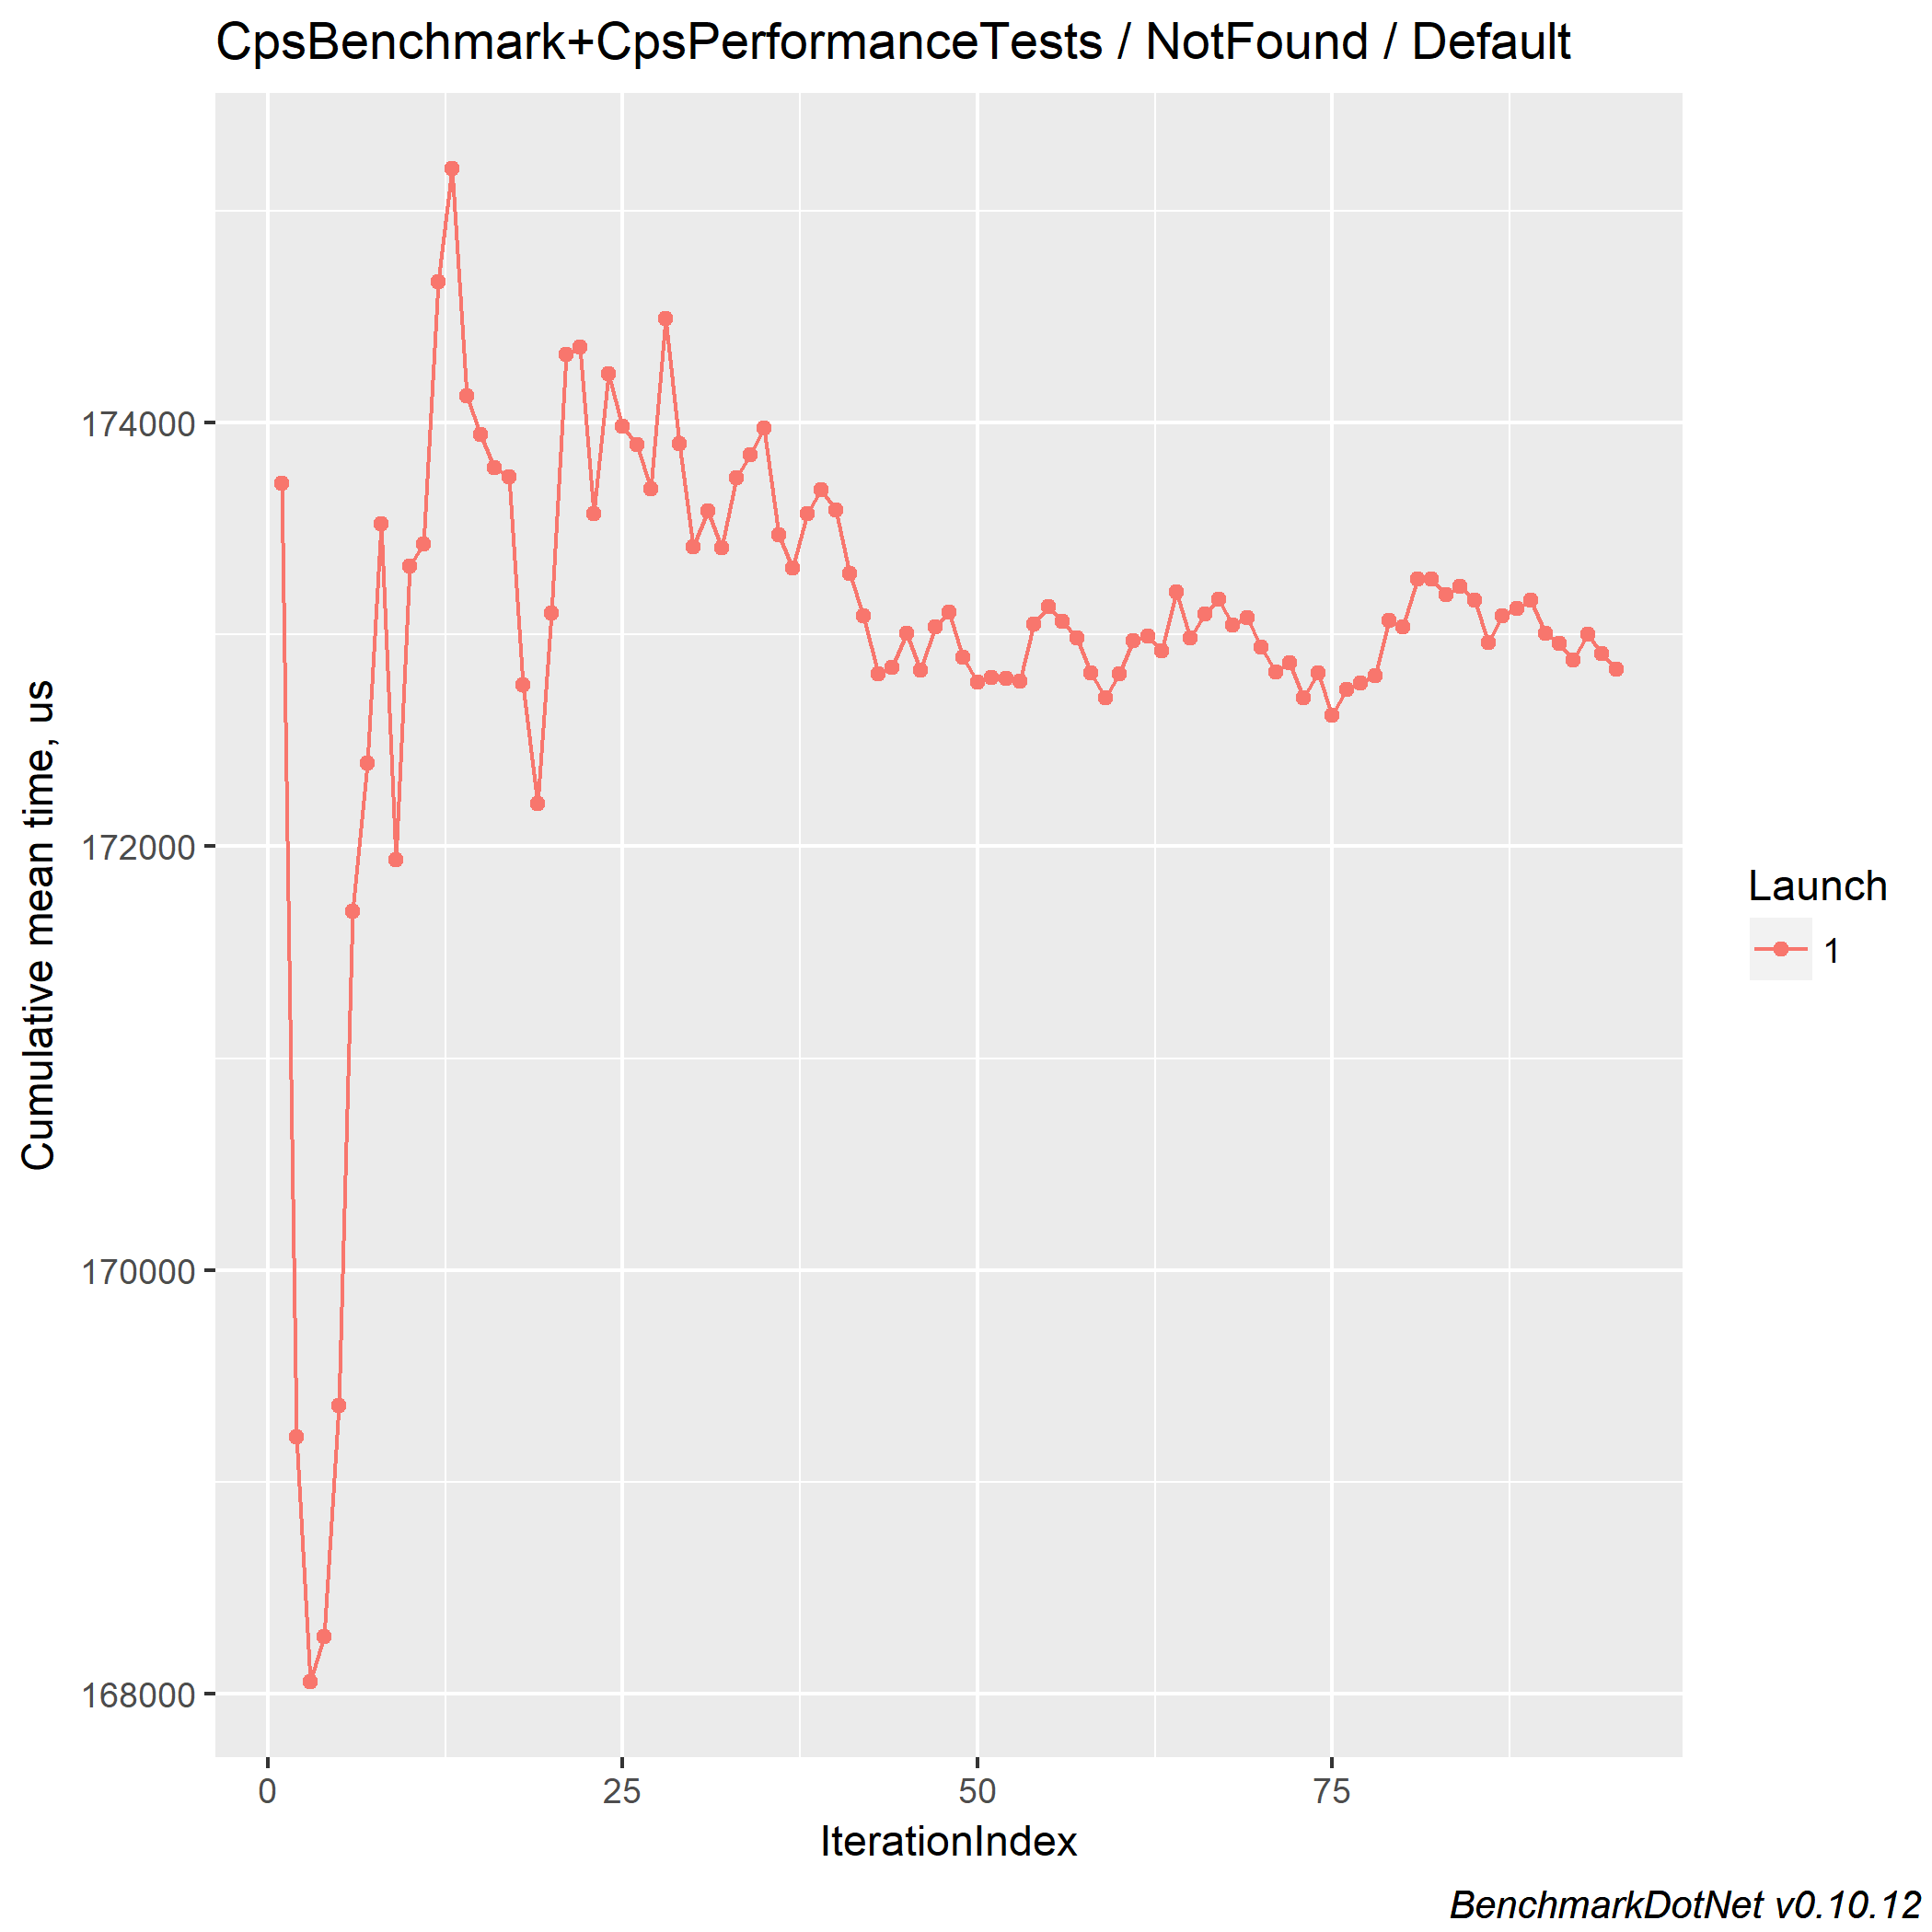 CpsBenchmark+CpsPerformanceTests / NotFound / Default
Cumulative mean time, us
174000
172000
170000
168000
0
25
50
75
IterationIndex
Launch
1
BenchmarkDotNet v0.10.12